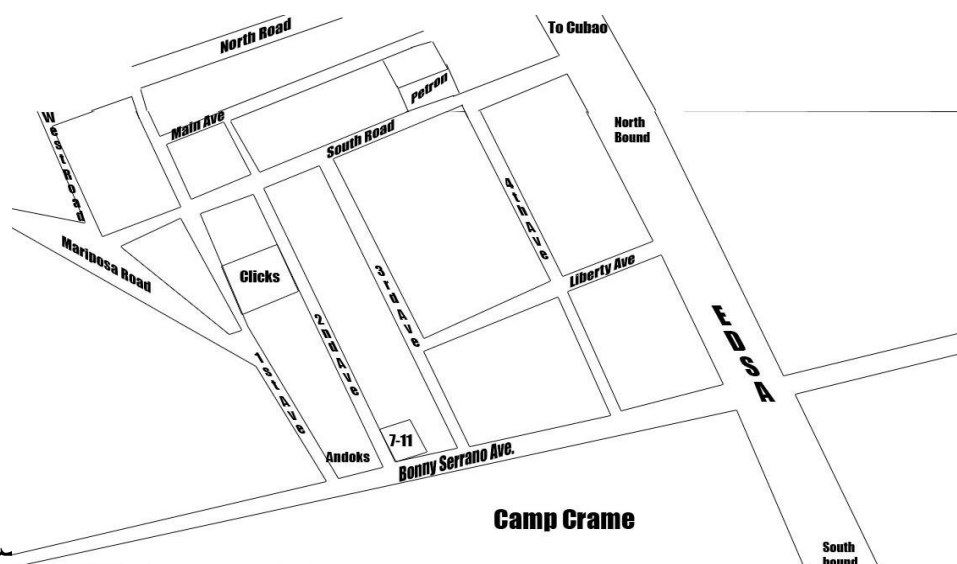 To Cubao
North Road
Petron
Main Ave
West Road
North
Bound
South Road
4th Ave
Mariposa Road
Liberty Ave
Clicks
3rd Ave
2nd Ave
EDSA
1st Ave
7-11
Andoks
Bonny Serrano Ave.
Camp Crame
South
bound